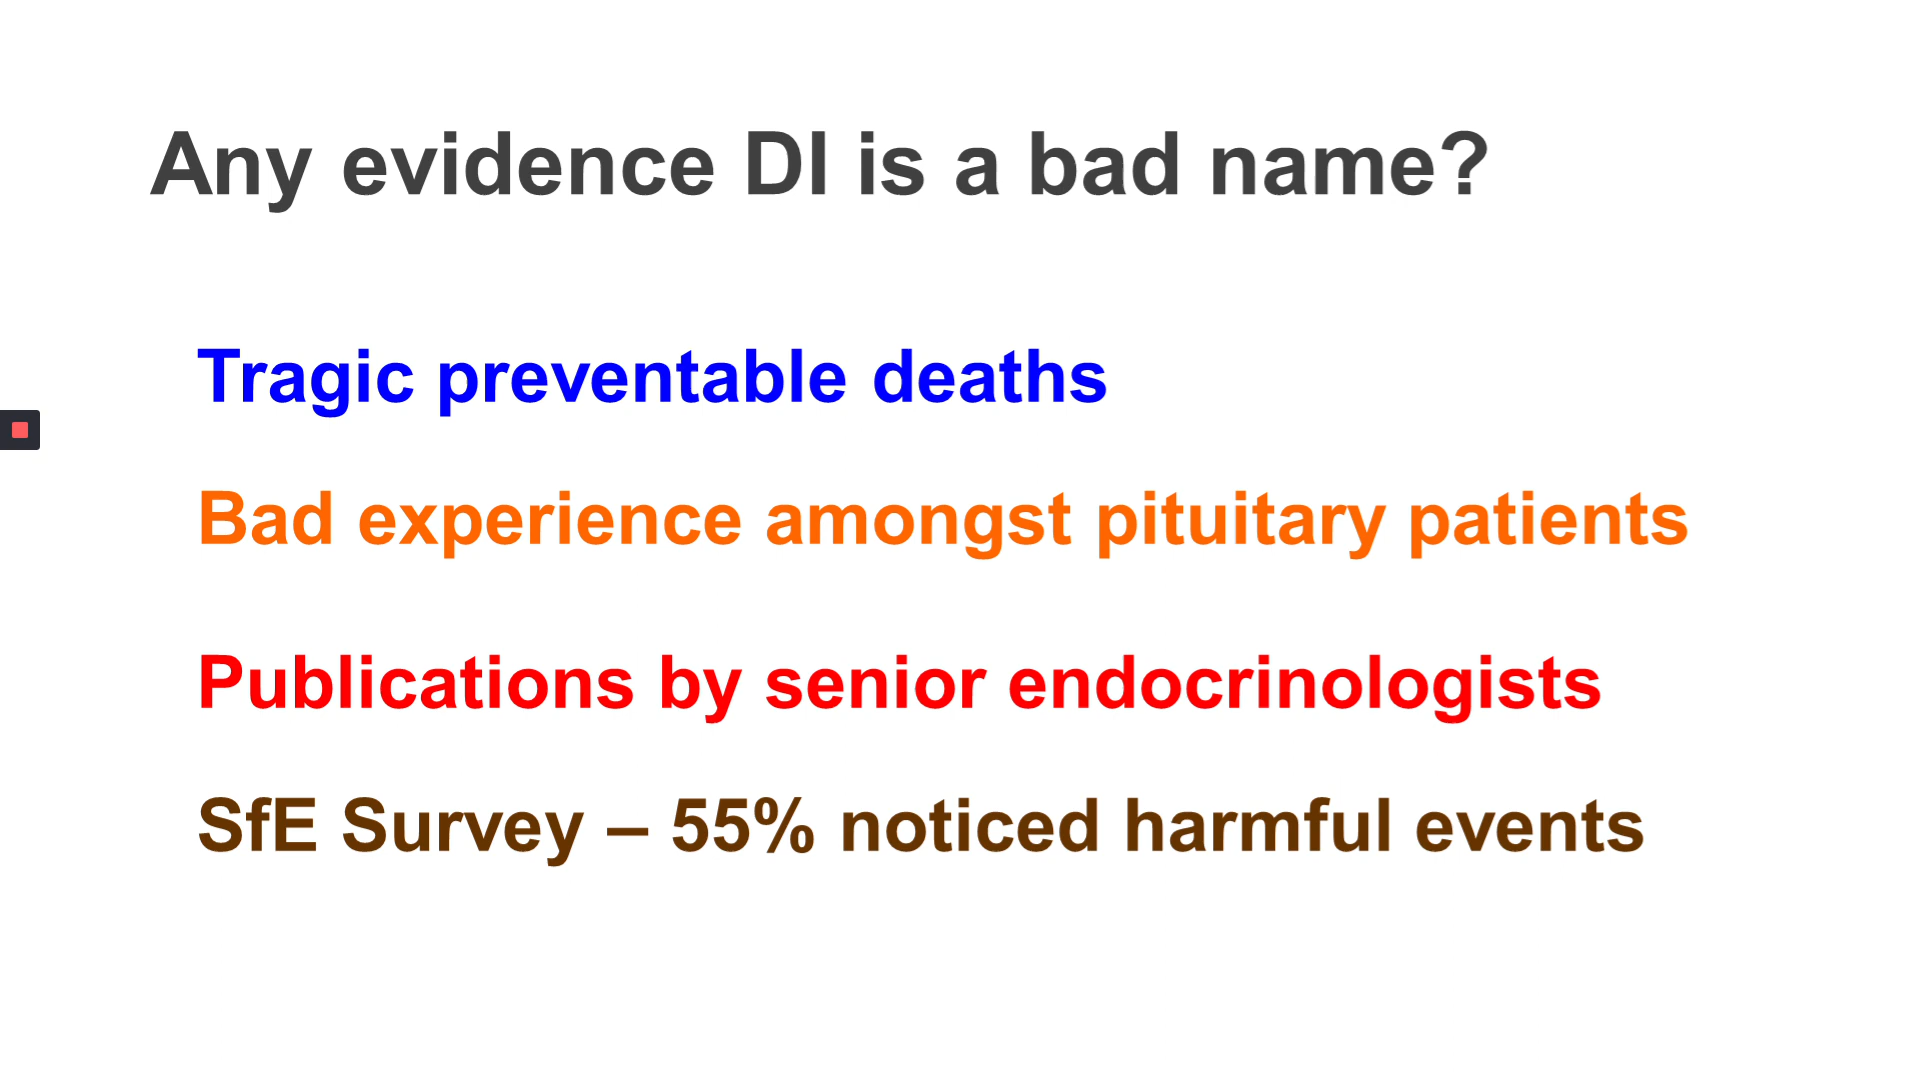 Any evidence DI is a bad name?
Tragic preventable deaths
Bad experience amongst pituitary patients
Publications by senior endocrinologists
SfE Survey – 55% noticed harmful events